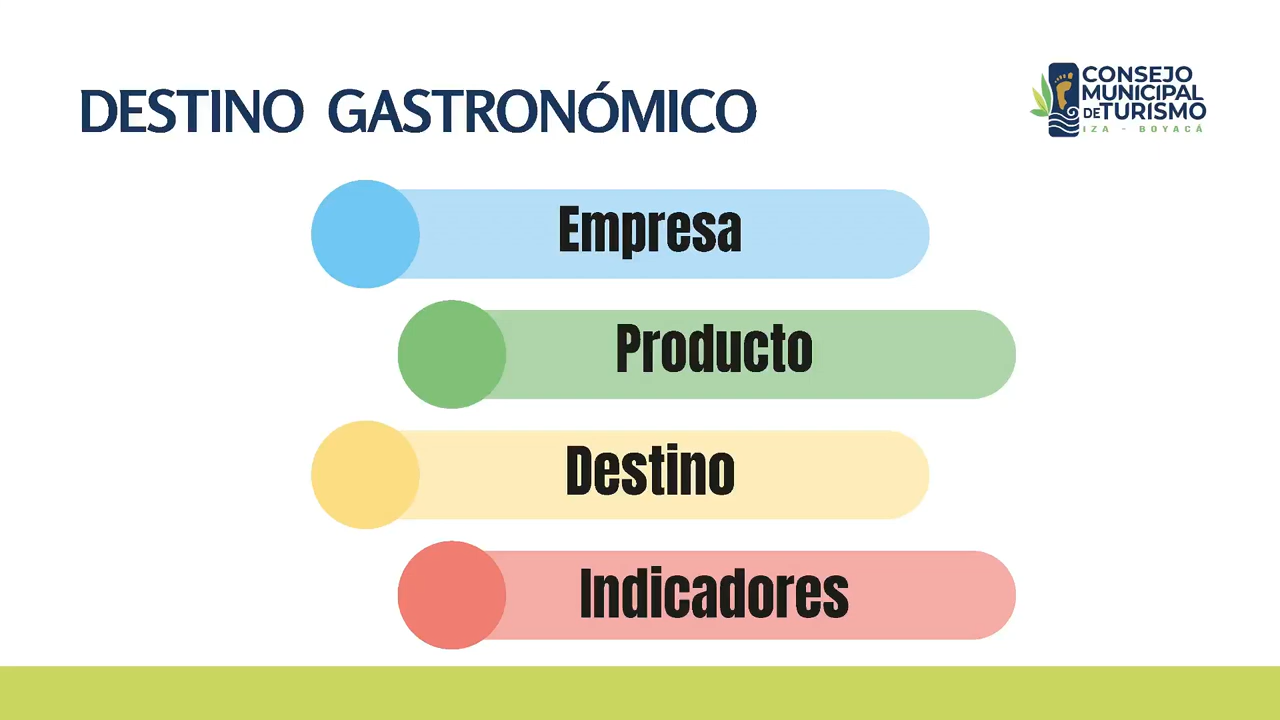 DESTINO GASTRONÓMICO
CONSEJO
MUNICIPAL
DE TURISMO
IZA - BOYACÁ
Empresa
Producto
Destino
Indicadores